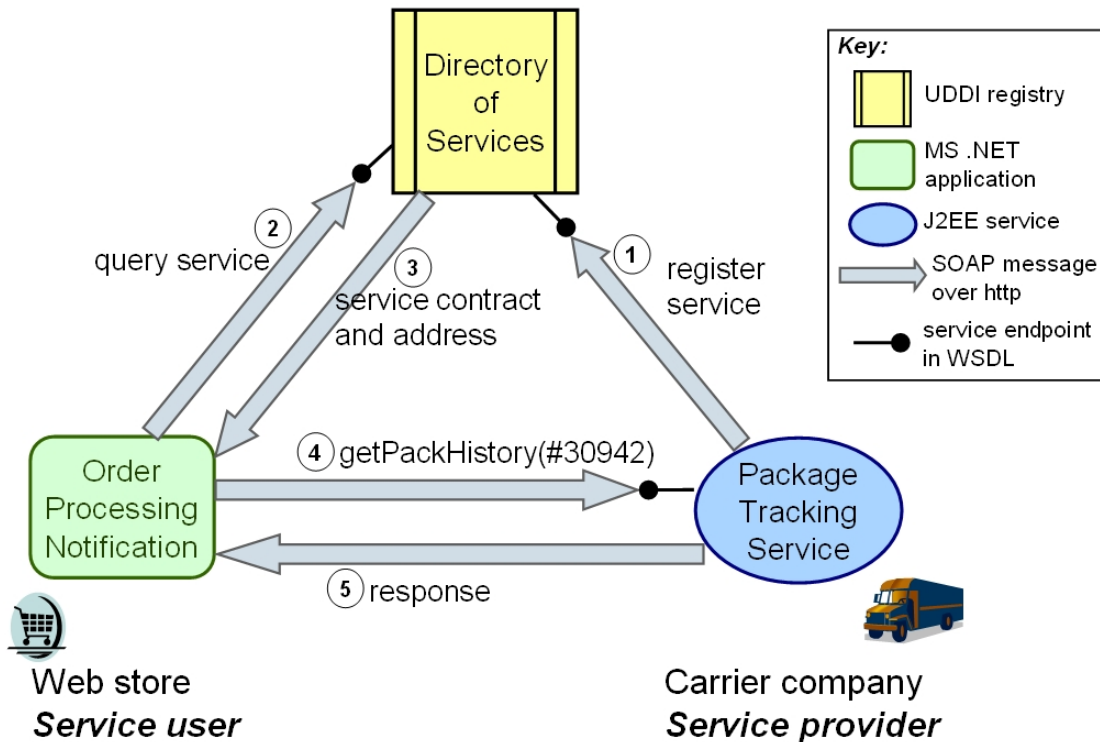 Directory
of
Services
Key:
UDDI registry
MS .NET
application
J2EE service
SOAP message
over http
service endpoint
in WSDL
2
query service
3
service contract
and address
1
register
service
4 getPackHistory(#30942)
Order
Processing
Notification
Package
Tracking
Service
5 response
Web store
Service user
Carrier company
Service provider